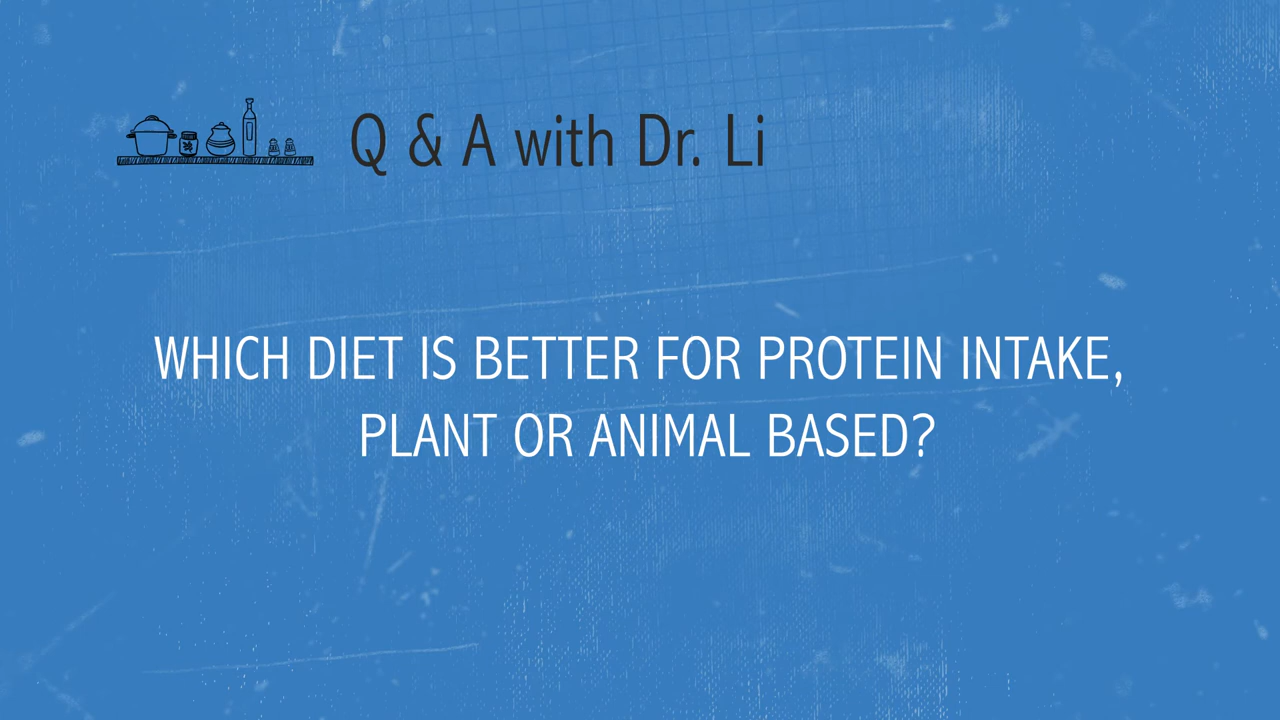 Q & A with Dr. Li
WHICH DIET IS BETTER FOR PROTEIN INTAKE,
PLANT OR ANIMAL BASED?